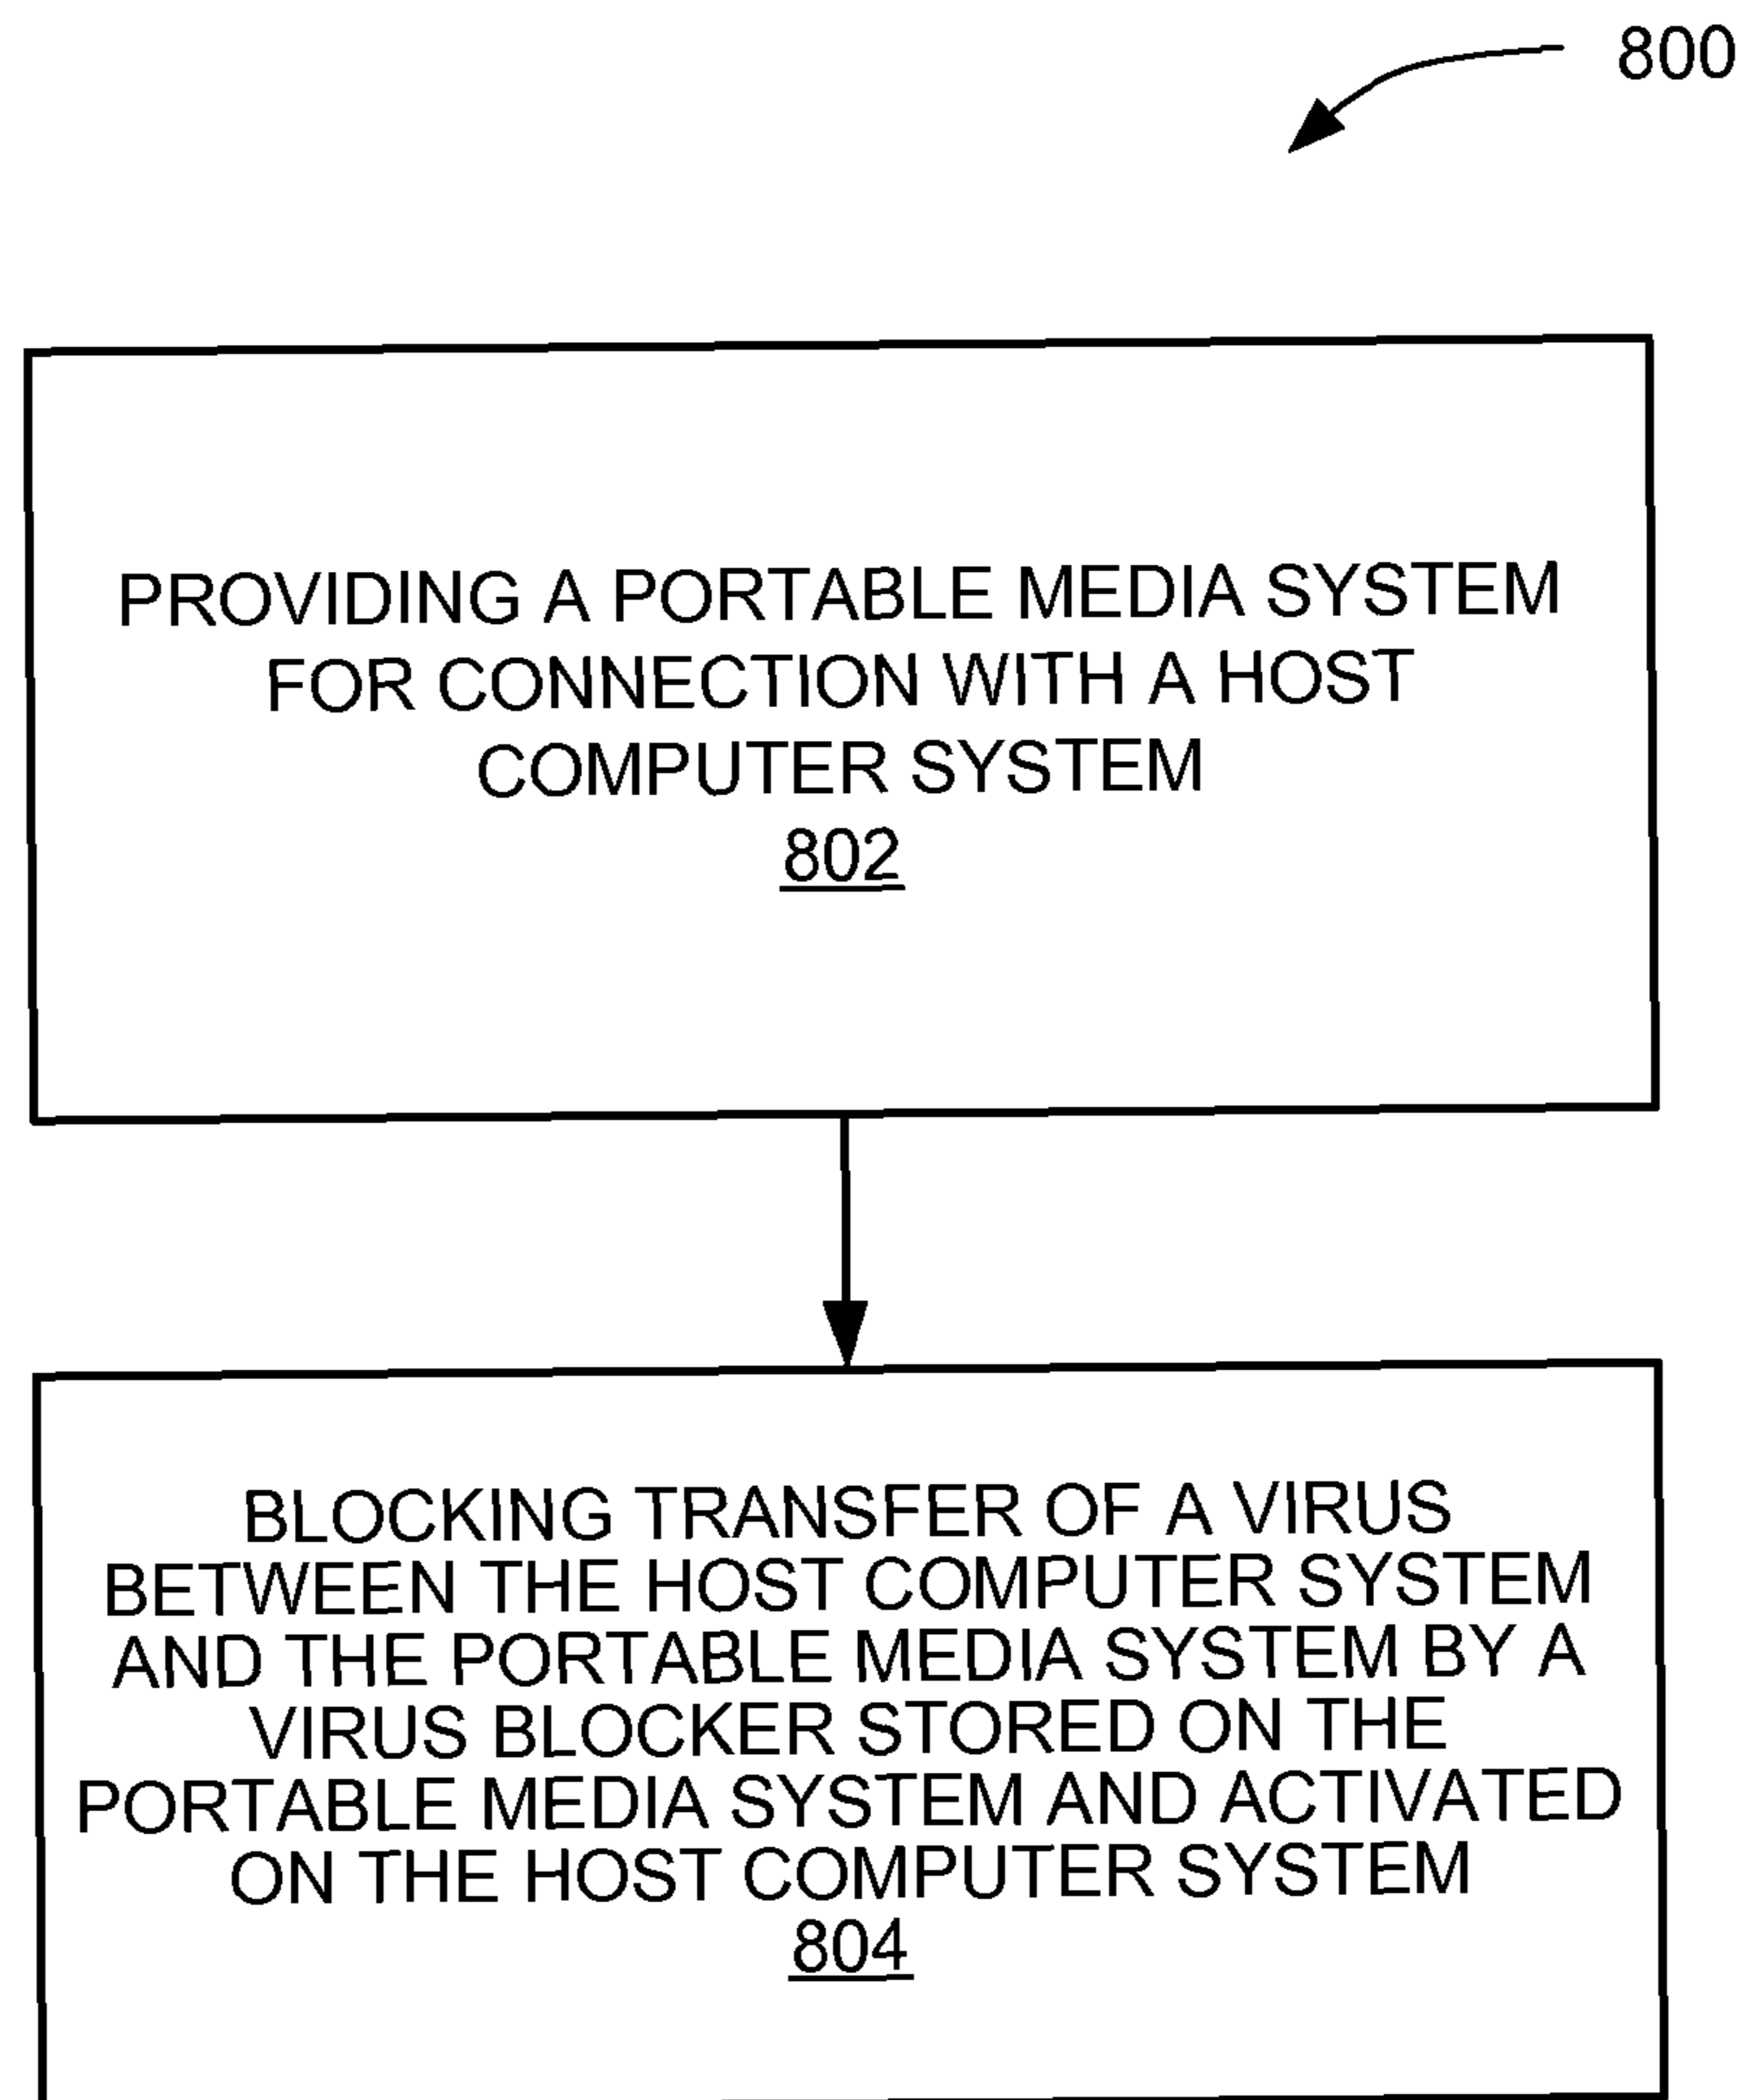 800
PROVIDING A PORTABLE MEDIA SYSTEM
FOR CONNECTION WITH A HOST
COMPUTER SYSTEM
802
BLOCKING TRANSFER OF A VIRUS
BETWEEN THE HOST COMPUTER SYSTEM
AND THE PORTABLE MEDIA SYSTEM BY A
VIRUS BLOCKER STORED ON THE
PORTABLE MEDIA SYSTEM AND ACTIVATED
ON THE HOST COMPUTER SYSTEM
804